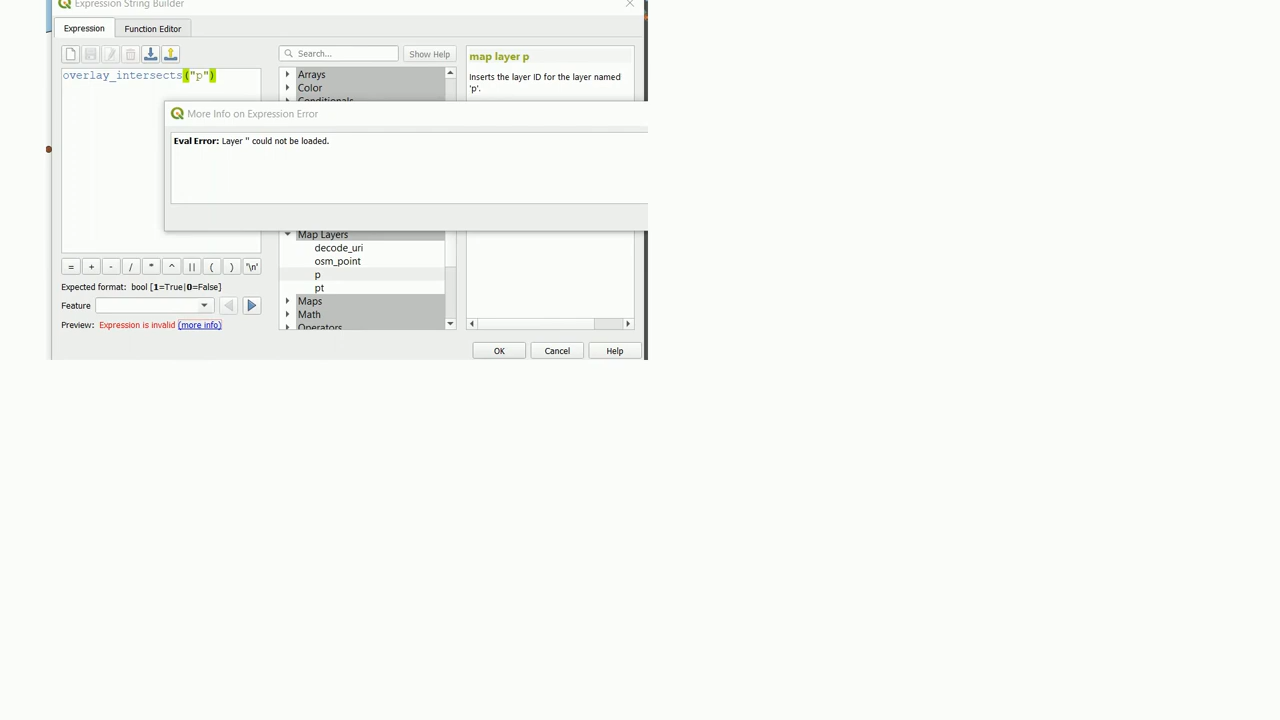 Expression String Builder
Expression
Function Editor
Search...
Show Help
map layer p
overlay_intersects("p")
Arrays
Inserts the layer ID for the layer named
Color
'p'.
Conditionals
More Info on Expression Error
Eval Error: Layer '' could not be loaded.
Map Layers
decode_uri
osm_point
= + - / * ^ || ( ) '\n'
p
Expected format: bool [1=True|0=False]
pt
Feature
Maps
Math
Preview: Expression is invalid (more info)
Operators
OK
Cancel
Help